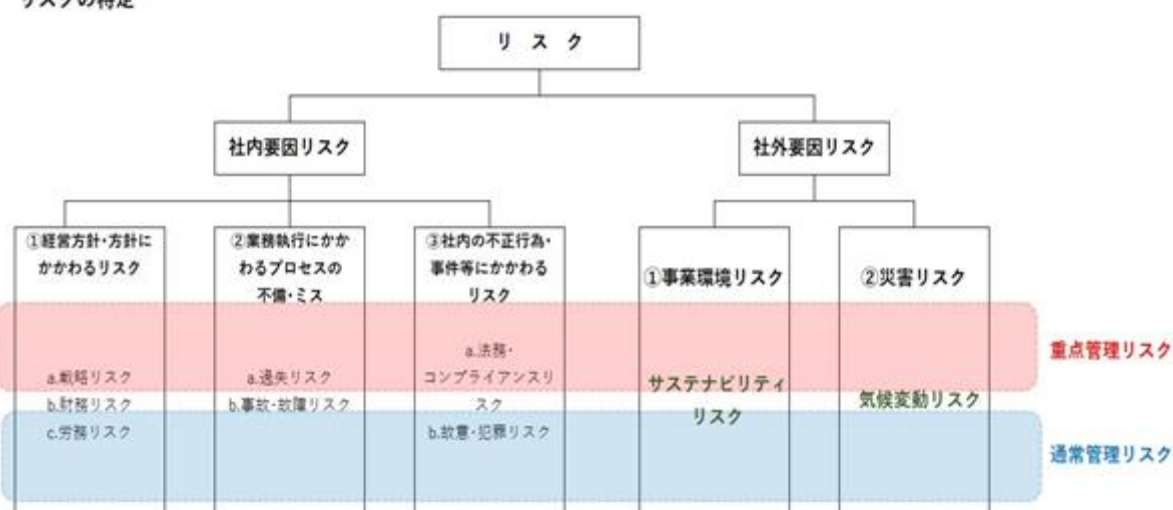 リスクの特定
リ ス ク
社内要因リスク
社外要因リスク
①経営方針・方針に
かかわるリスク
a.戦略リスク
b.財務リスク
c.労務リスク
②業務執行にかか
わるプロセスの
不備・ミス
a.過失リスク
b.事故・故障リスク
③社内の不正行為・
事件等にかかわる
リスク
a.法務・
コンプライアンスリ
スク
b.故意・犯罪リスク
①事業環境リスク
サステナビリティ
リスク
②災害リスク
気候変動リスク
重点管理リスク
通常管理リスク